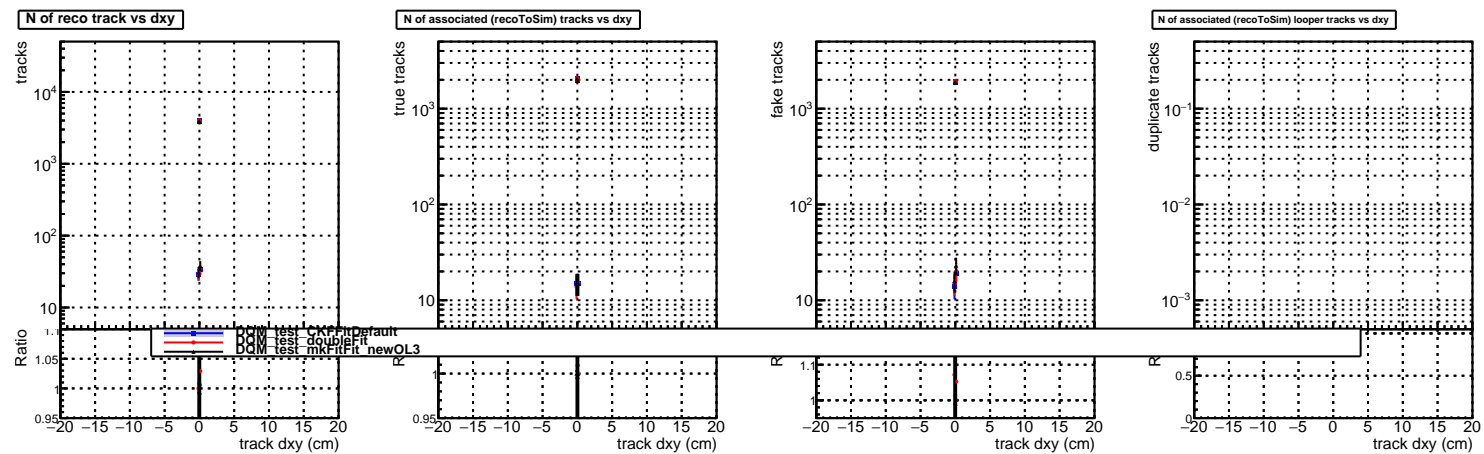 N of reco track vs dxy
N of associated (recoToSim) tracks vs dxy
N of associated (recoToSim) looper tracks vs dxy
tracks
10⁴
10³
10²
10
true tracks
10³
10²
10
fake tracks
10³
10²
10
duplicate tracks
10⁻¹
10⁻²
10⁻³
DQM_test_CKFFitDefault
DQM_test_doubleFit
DQM_test_mkFitFit_newOL3
Ratio
1.05
1
0.95
1
0.95
1.1
1
0.5
0
−20 −15 −10 −5 0 5 10 15 20
−20 −15 −10 −5 0 5 10 15 20
−20 −15 −10 −5 0 5 10 15 20
−20 −15 −10 −5 0 5 10 15 20
track dxy (cm)
track dxy (cm)
track dxy (cm)
track dxy (cm)